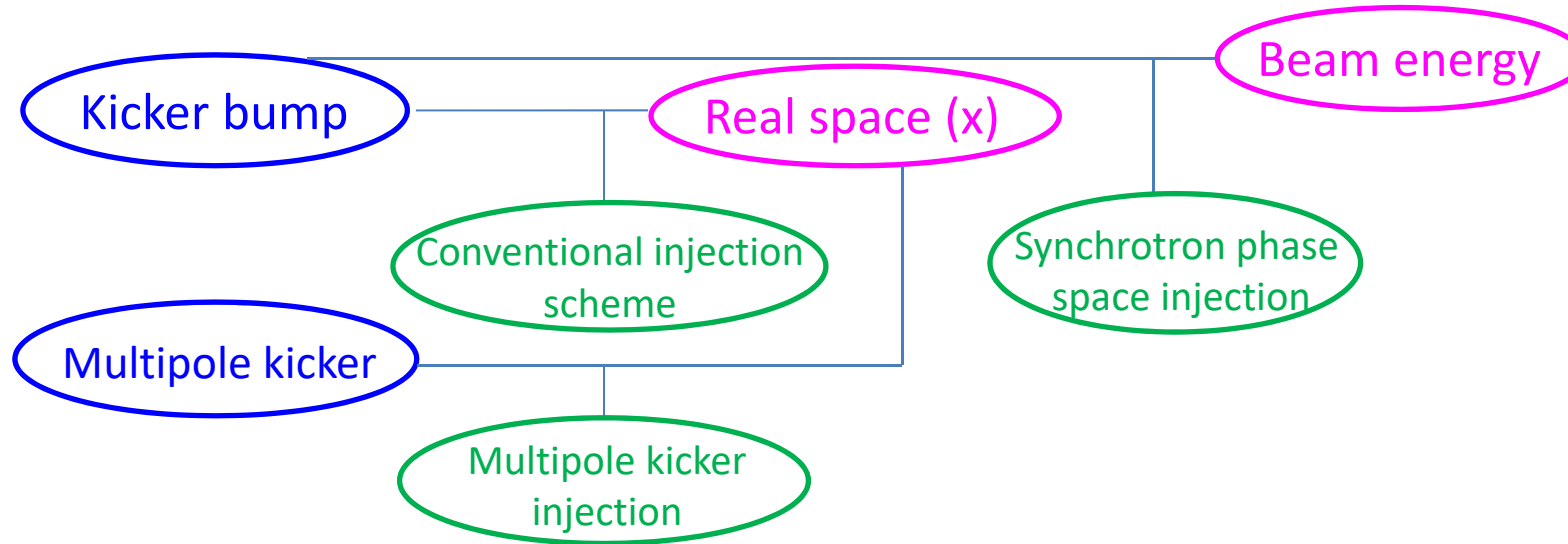 Beam energy
Kicker bump
Real space (x)
Conventional injection
scheme
Synchrotron phase
space injection
Multipole kicker
Multipole kicker
injection